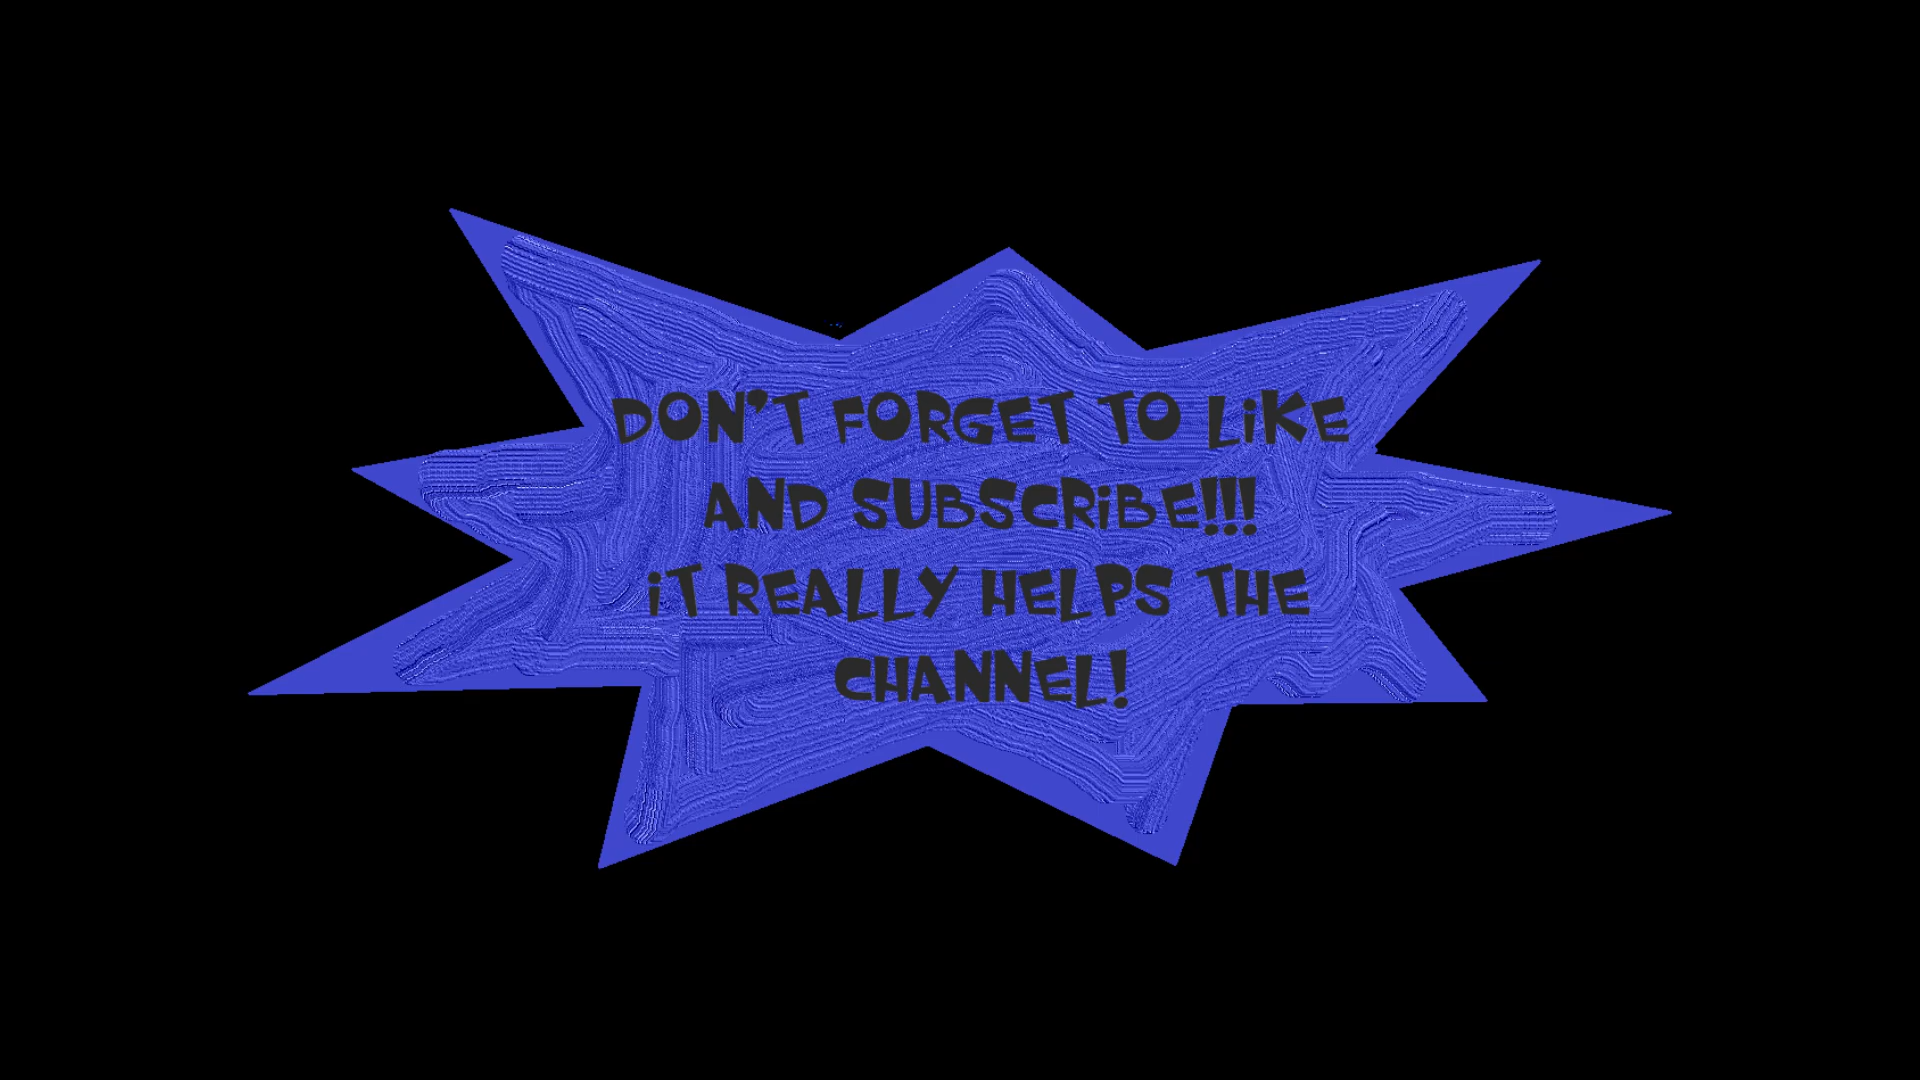 DON'T FORGET TO LiKE
AND SUBSCRiBE!!!
iT REALLY HELPS THE
CHANNEL!